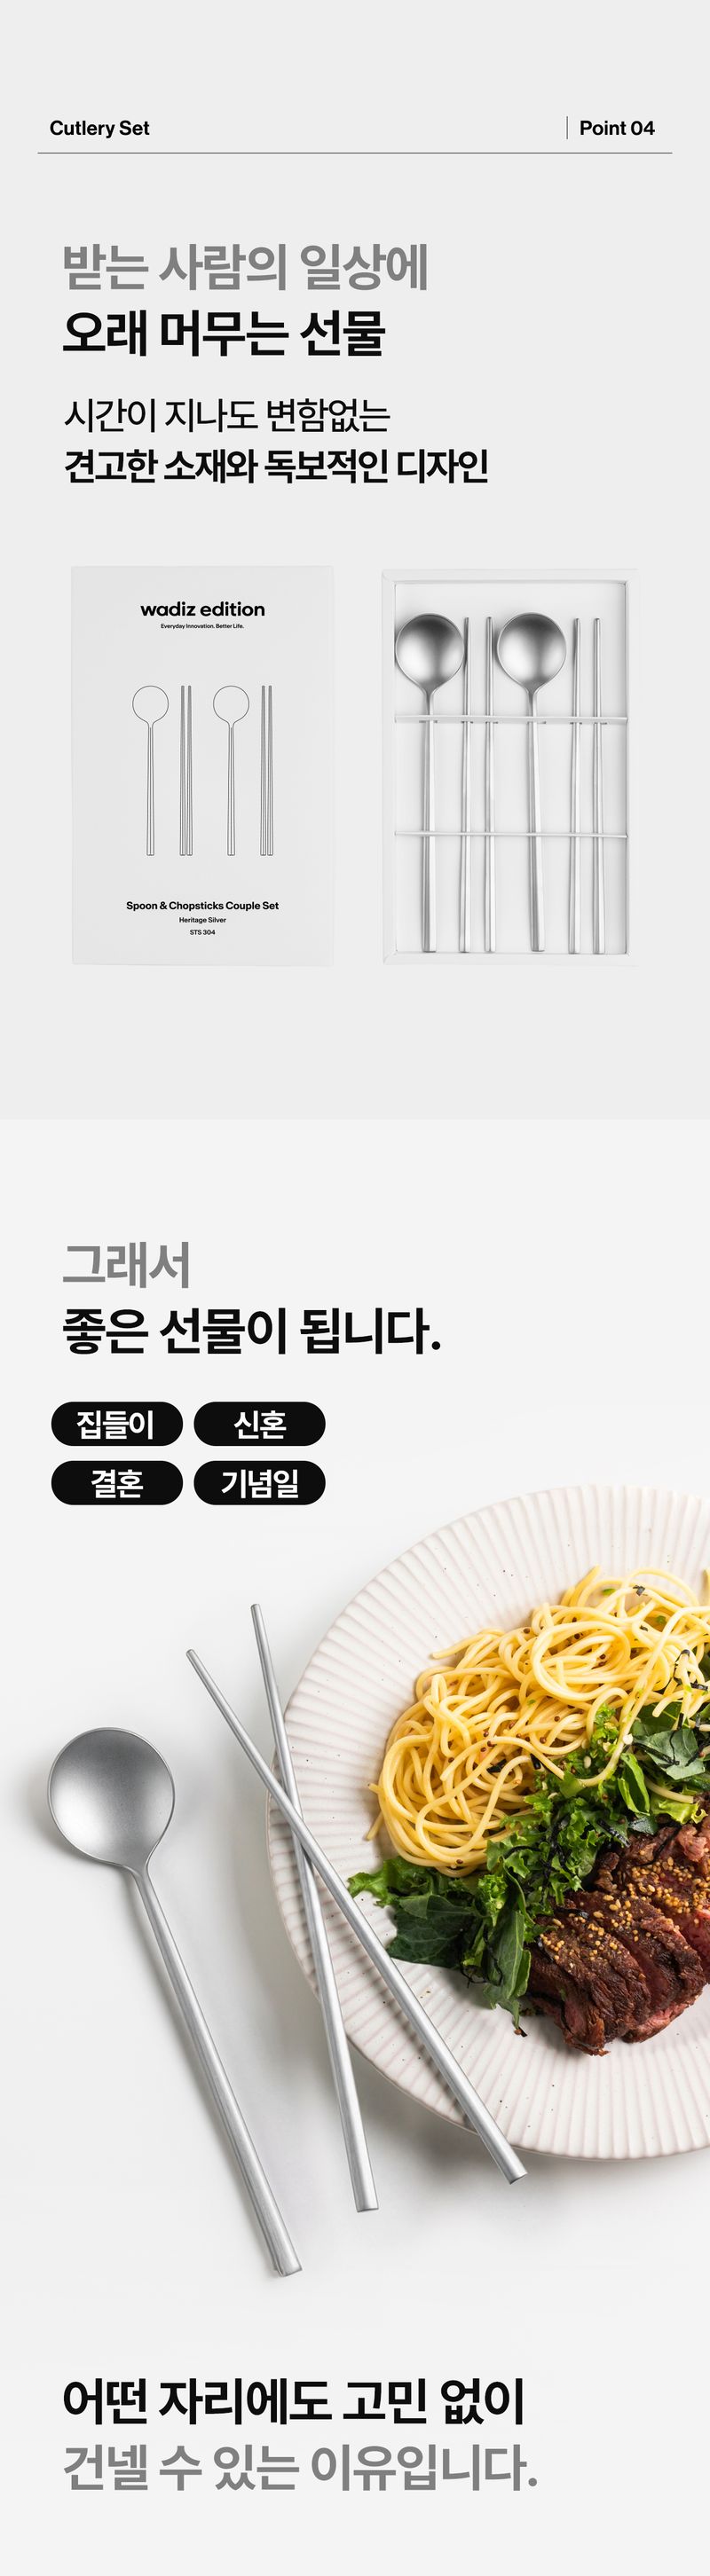 Cutlery Set
Point 04
받는 사람의 일상에
오래 머무는 선물
시간이 지나도 변함없는
견고한 소재와 독보적인 디자인
wadiz edition
Everyday Innovation. Better Life.
Spoon & Chopsticks Couple Set
Heritage Silver
STS 304
그래서
좋은 선물이 됩니다.
집들이
신혼
결혼
기념일
어떤 자리에도 고민 없이
건넬 수 있는 이유입니다.